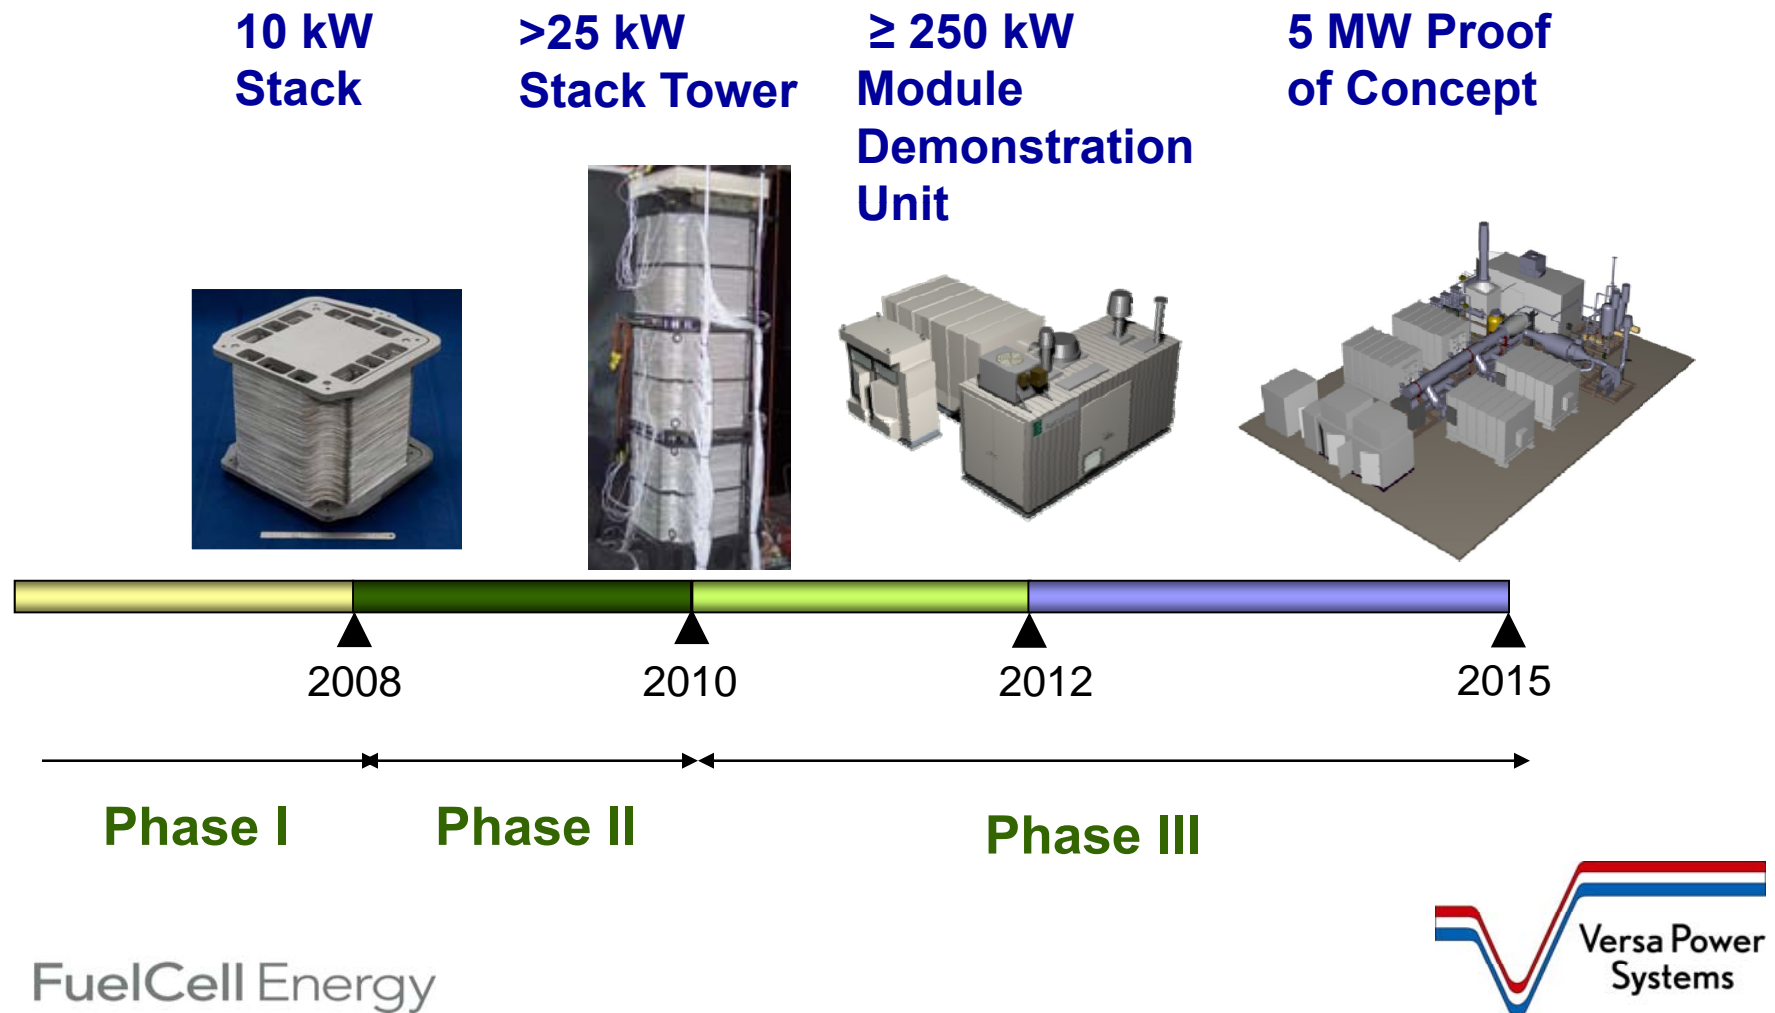 10 kW
Stack
>25 kW
Stack Tower
≥ 250 kW
Module
Demonstration
Unit
5 MW Proof
of Concept
2008
2010
2012
2015
Phase I
Phase II
Phase III
FuelCell Energy
Versa Power
Systems